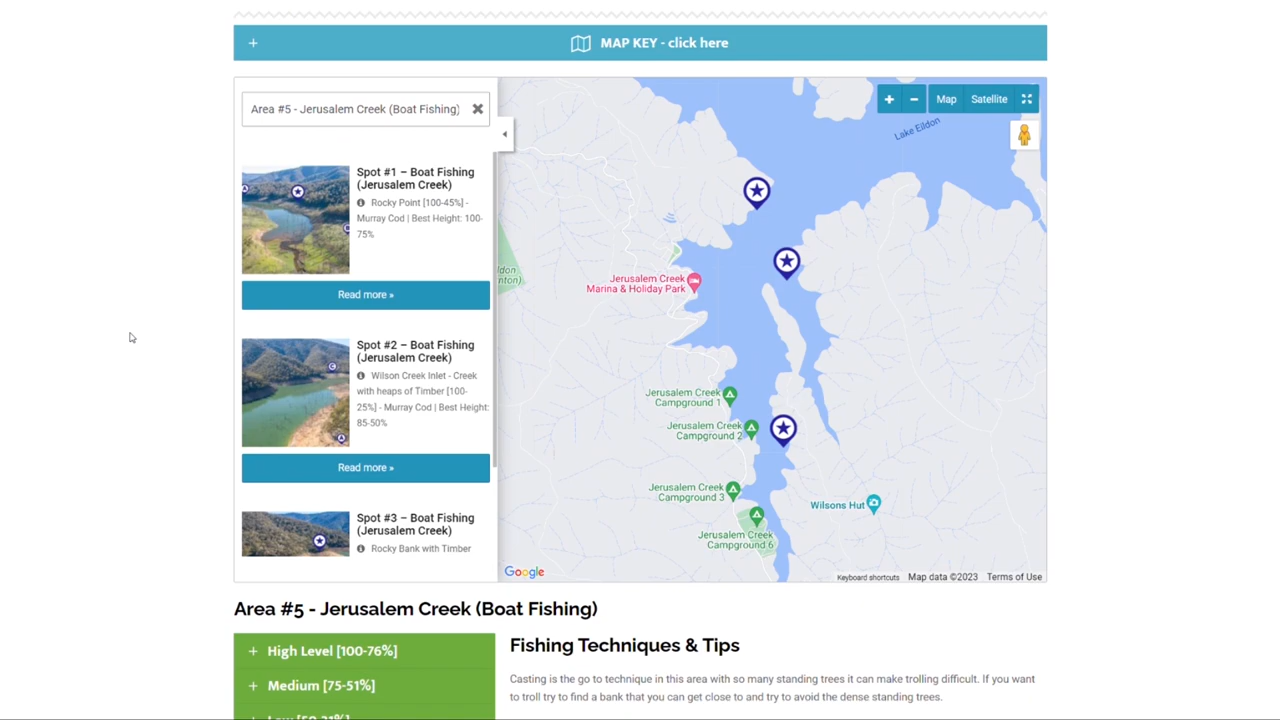 + MAP KEY - click here
Area #5 - Jerusalem Creek (Boat Fishing)
Spot #1 – Boat Fishing
(Jerusalem Creek)
Rocky Point [100-45%] -
Murray Cod | Best Height: 100-
75%
Read more »
Spot #2 – Boat Fishing
(Jerusalem Creek)
Wilson Creek Inlet - Creek
with heaps of Timber [100-
25%] - Murray Cod | Best Height:
85-50%
Read more »
Spot #3 – Boat Fishing
(Jerusalem Creek)
Rocky Bank with Timber
+ − Map Satellite
Lake Eildon
ldon
nton)
Jerusalem Creek
Marina & Holiday Park
Jerusalem Creek
Campground 1
Jerusalem Creek
Campground 2
Jerusalem Creek
Campground 3
Jerusalem Creek
Campground 6
Wilsons Hut
Google
Keyboard shortcuts Map data ©2023 Terms of Use
Area #5 - Jerusalem Creek (Boat Fishing)
+ High Level [100-76%]
+ Medium [75-51%]
Low [50-31%]
Fishing Techniques & Tips
Casting is the go to technique in this area with so many standing trees it can make trolling difficult. If you want
to troll try to find a bank that you can get close to and try to avoid the dense standing trees.